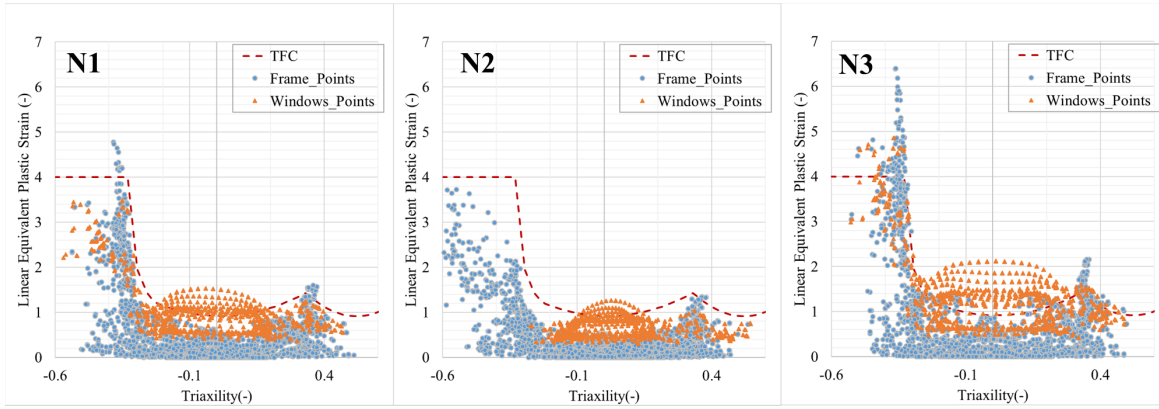 N1
TFC
Frame_Points
Windows_Points
Linear Equivalent Plastic Strain (-)
7
6
5
4
3
2
1
0
-0.6
-0.1
0.4
Triaxility(-)
N2
TFC
Frame_Points
Windows_Points
Linear Equivalent Plastic Strain (-)
7
6
5
4
3
2
1
0
-0.6
-0.1
0.4
Triaxility(-)
N3
TFC
Frame_Points
Windows_Points
Linear Equivalent Plastic Strain (-)
7
6
5
4
3
2
1
0
-0.6
-0.1
0.4
Triaxility(-)